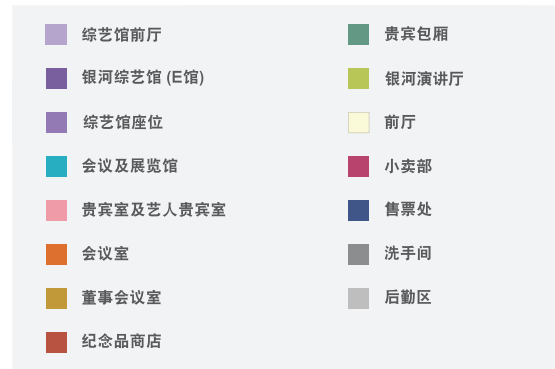 综艺馆前厅
银河综艺馆 (E馆)
综艺馆座位
会议及展览馆
贵宾室及艺人贵宾室
会议室
董事会议室
纪念品商店
贵宾包厢
银河演讲厅
前厅
小卖部
售票处
洗手间
后勤区